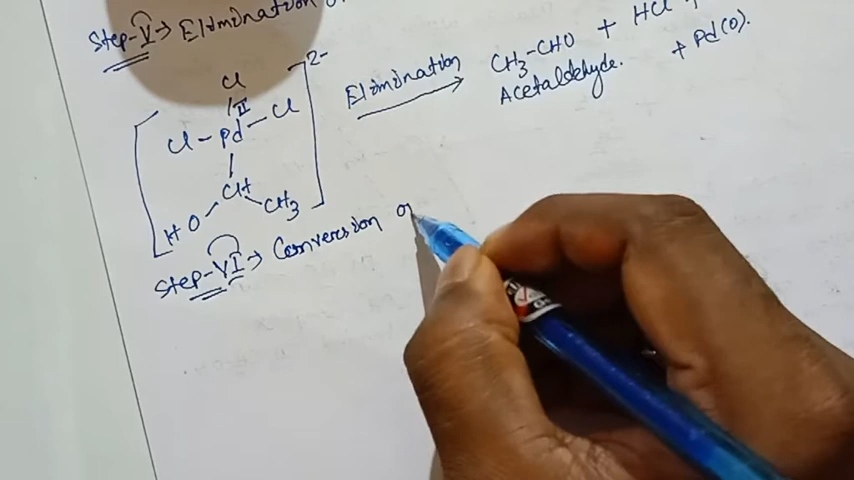 Step-V → Elimination
2-
Cl
II
Cl - Pd - Cl
CH
HO CH3
Elimination
CH3-CHO + HCl +
Acetaldehyde. + Pd(0).
Step-VI → Conversion